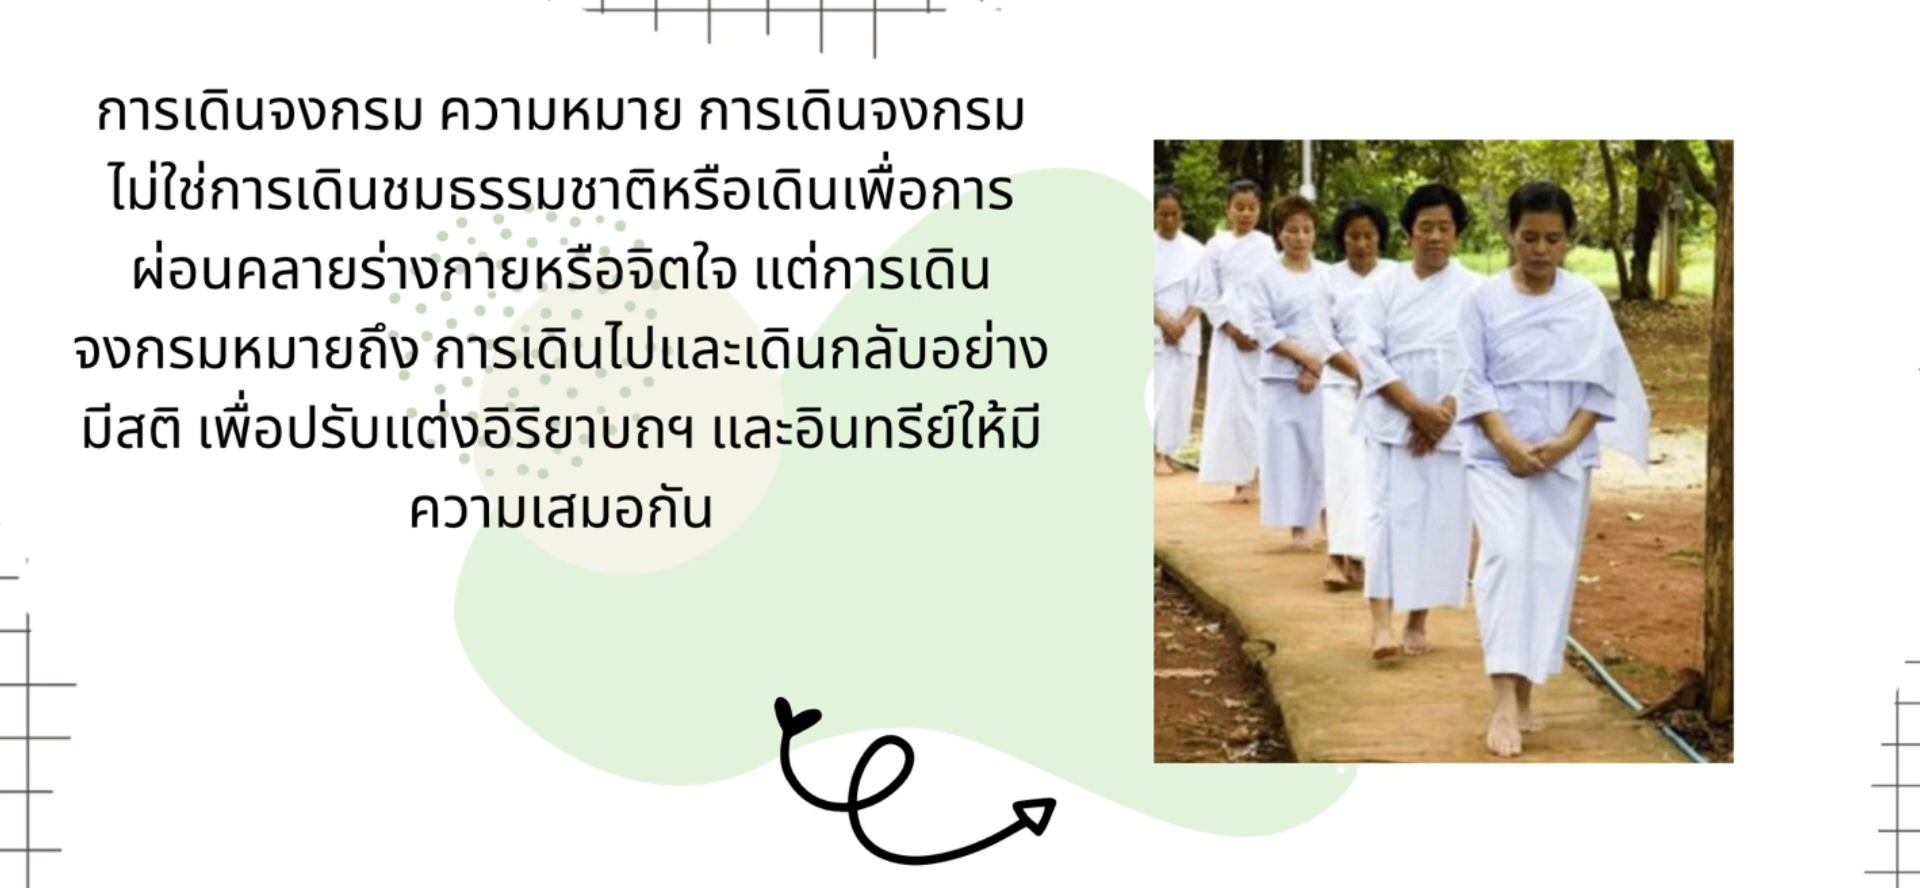 การเดินจงกรม ความหมาย การเดินจงกรม
ไม่ใช่การเดินชมธรรมชาติหรือเดินเพื่อการ
ผ่อนคลายร่างกายหรือจิตใจ แต่การเดิน
จงกรมหมายถึง การเดินไปและเดินกลับอย่าง
มีสติ เพื่อปรับแต่งอิริยาบถฯ และอินทรีย์ให้มี
ความเสมอกัน